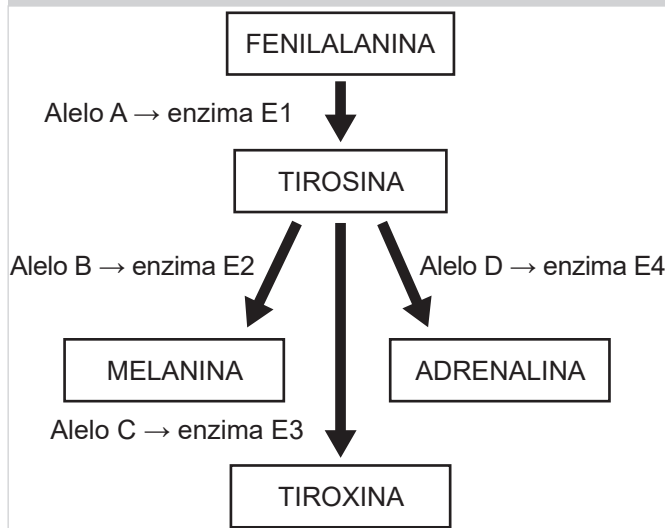 FENILALANINA
Alelo A → enzima E1
TIROSINA
Alelo B → enzima E2
Alelo D → enzima E4
MELANINA
ADRENALINA
Alelo C → enzima E3
TIROXINA